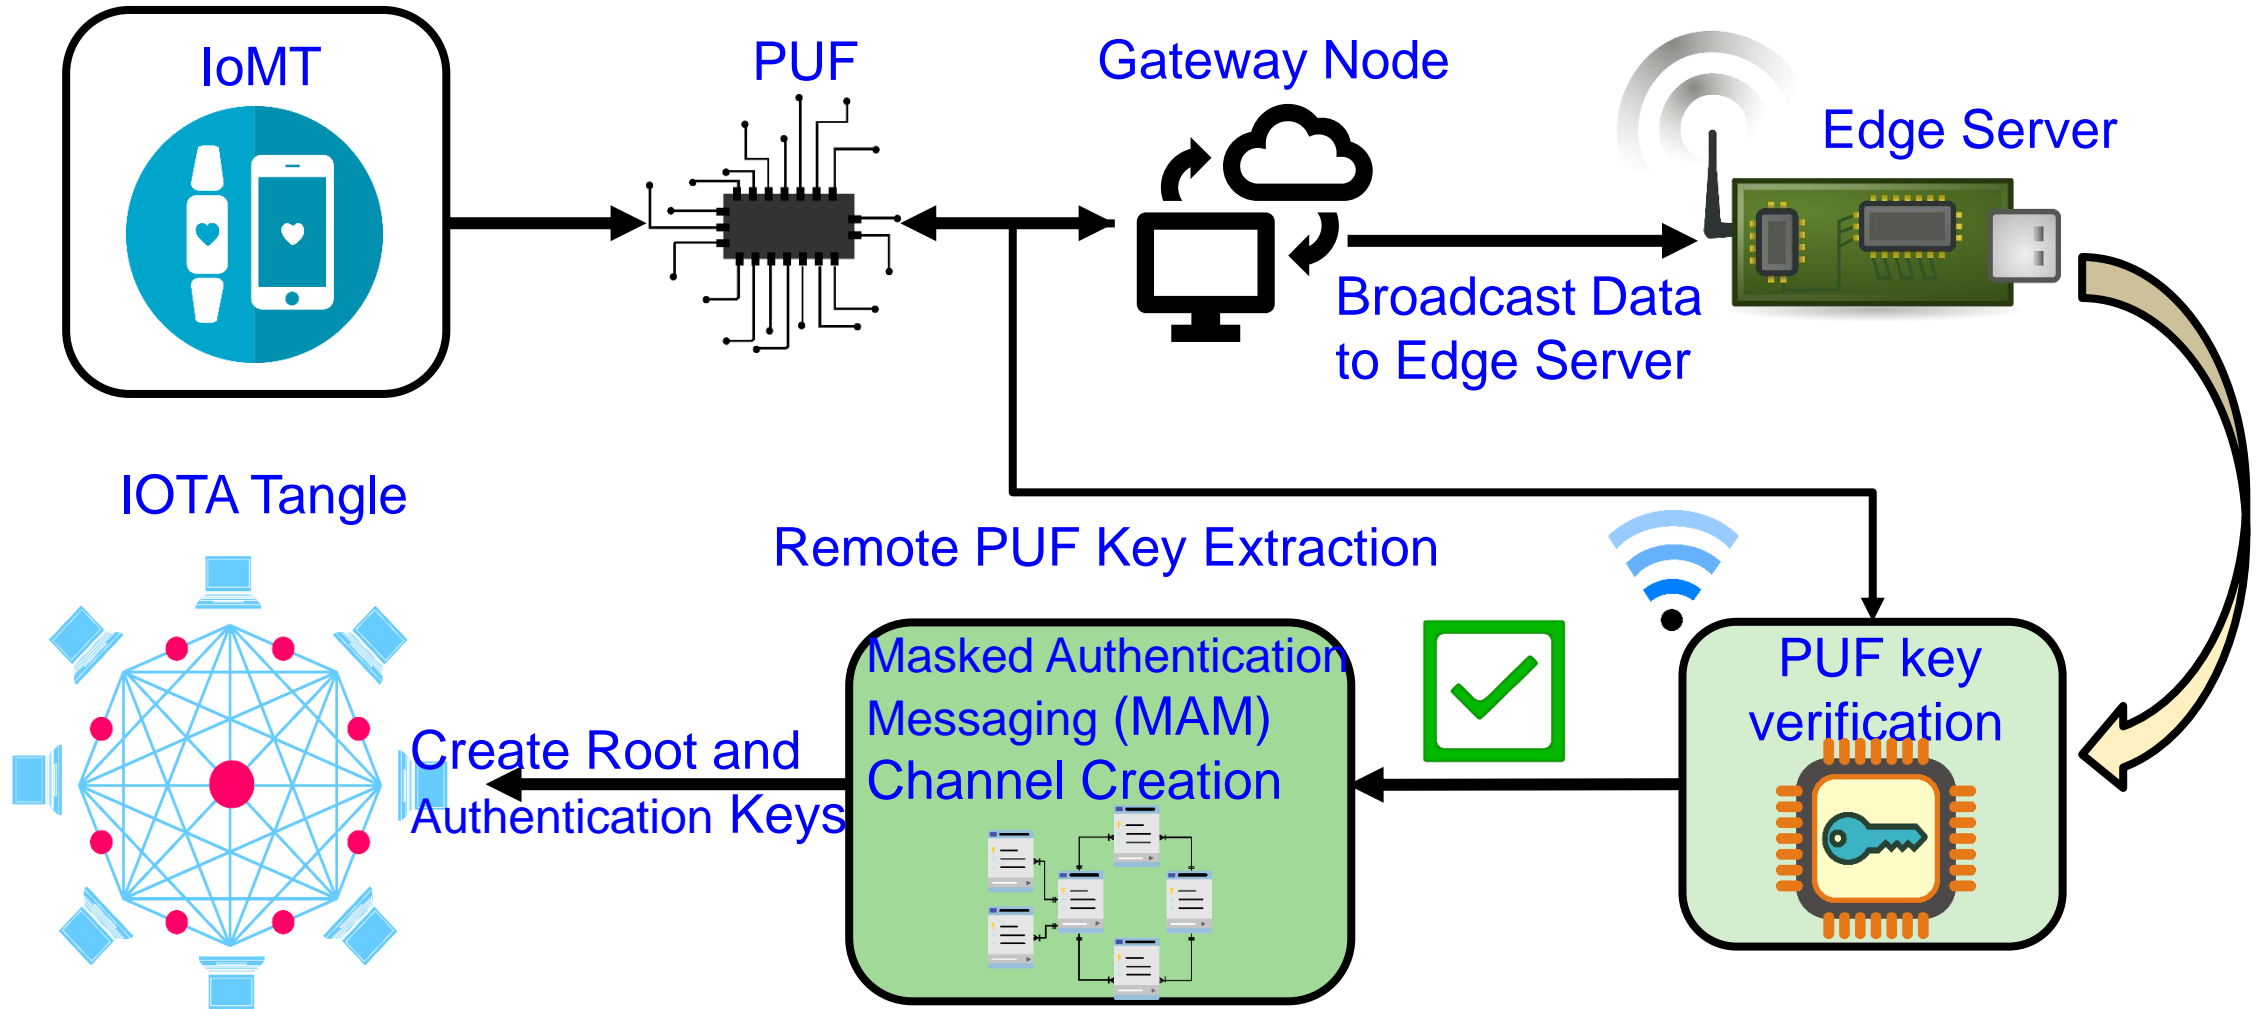 IoMT
PUF
Gateway Node
Edge Server
Broadcast Data
to Edge Server
IOTA Tangle
Remote PUF Key Extraction
Masked Authentication
Messaging (MAM)
Channel Creation
PUF key
verification
Create Root and
Authentication Keys